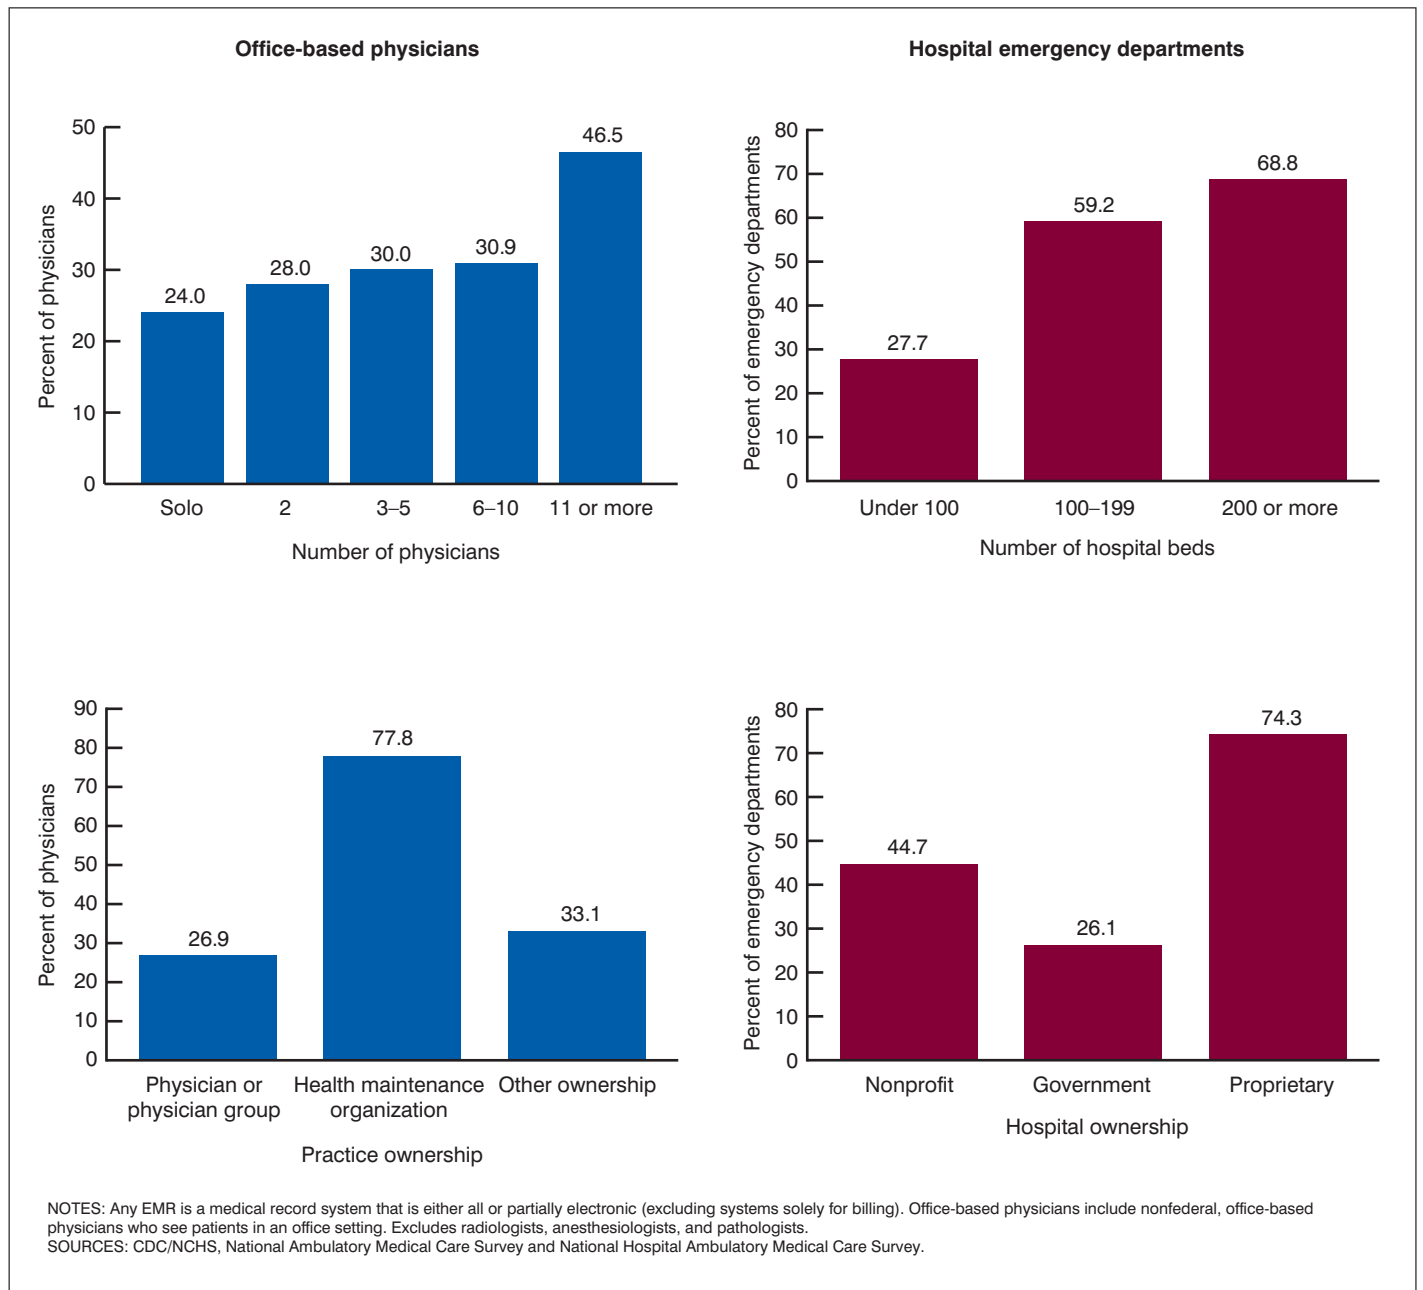 Office-based physicians
Percent of physicians
50
40
30
20
10
0
24.0
28.0
30.0
30.9
46.5
Solo
2
3–5
6–10
11 or more
Number of physicians
Hospital emergency departments
Percent of emergency departments
80
70
60
50
40
30
20
10
0
27.7
59.2
68.8
Under 100
100–199
200 or more
Number of hospital beds
Percent of physicians
90
80
70
60
50
40
30
20
10
0
26.9
77.8
33.1
Physician or
physician group
Health maintenance
organization
Other ownership
Practice ownership
Percent of emergency departments
80
70
60
50
40
30
20
10
0
44.7
26.1
74.3
Nonprofit
Government
Proprietary
Hospital ownership
NOTES: Any EMR is a medical record system that is either all or partially electronic (excluding systems solely for billing). Office-based physicians include nonfederal, office-based
physicians who see patients in an office setting. Excludes radiologists, anesthesiologists, and pathologists.
SOURCES: CDC/NCHS, National Ambulatory Medical Care Survey and National Hospital Ambulatory Medical Care Survey.